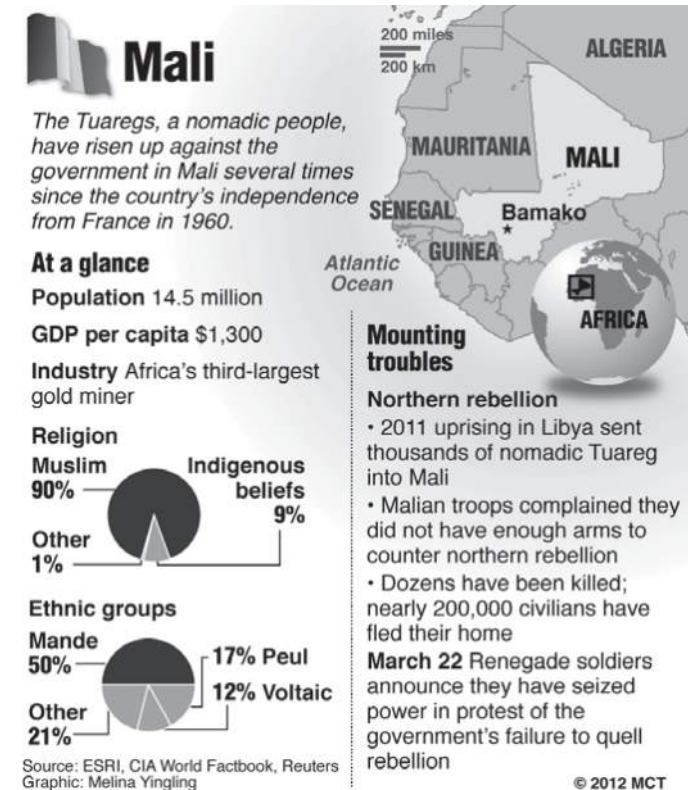 Mali
The Tuaregs, a nomadic people,
have risen up against the
government in Mali several times
since the country's independence
from France in 1960.
At a glance
Population 14.5 million
GDP per capita $1,300
Industry Africa's third-largest
gold miner
Religion
Muslim
90%
Indigenous
beliefs
9%
Other
1%
Ethnic groups
Mande
50%
17% Peul
12% Voltaic
Other
21%
Source: ESRI, CIA World Factbook, Reuters
Graphic: Melina Yingling
200 miles
200 km
ALGERIA
MAURITANIA
MALI
SENEGAL
Bamako
GUINEA
Atlantic
Ocean
AFRICA
Mounting
troubles
Northern rebellion
• 2011 uprising in Libya sent
thousands of nomadic Tuareg
into Mali
• Malian troops complained they
did not have enough arms to
counter northern rebellion
• Dozens have been killed;
nearly 200,000 civilians have
fled their home
March 22 Renegade soldiers
announce they have seized
power in protest of the
government's failure to quell
rebellion
© 2012 MCT